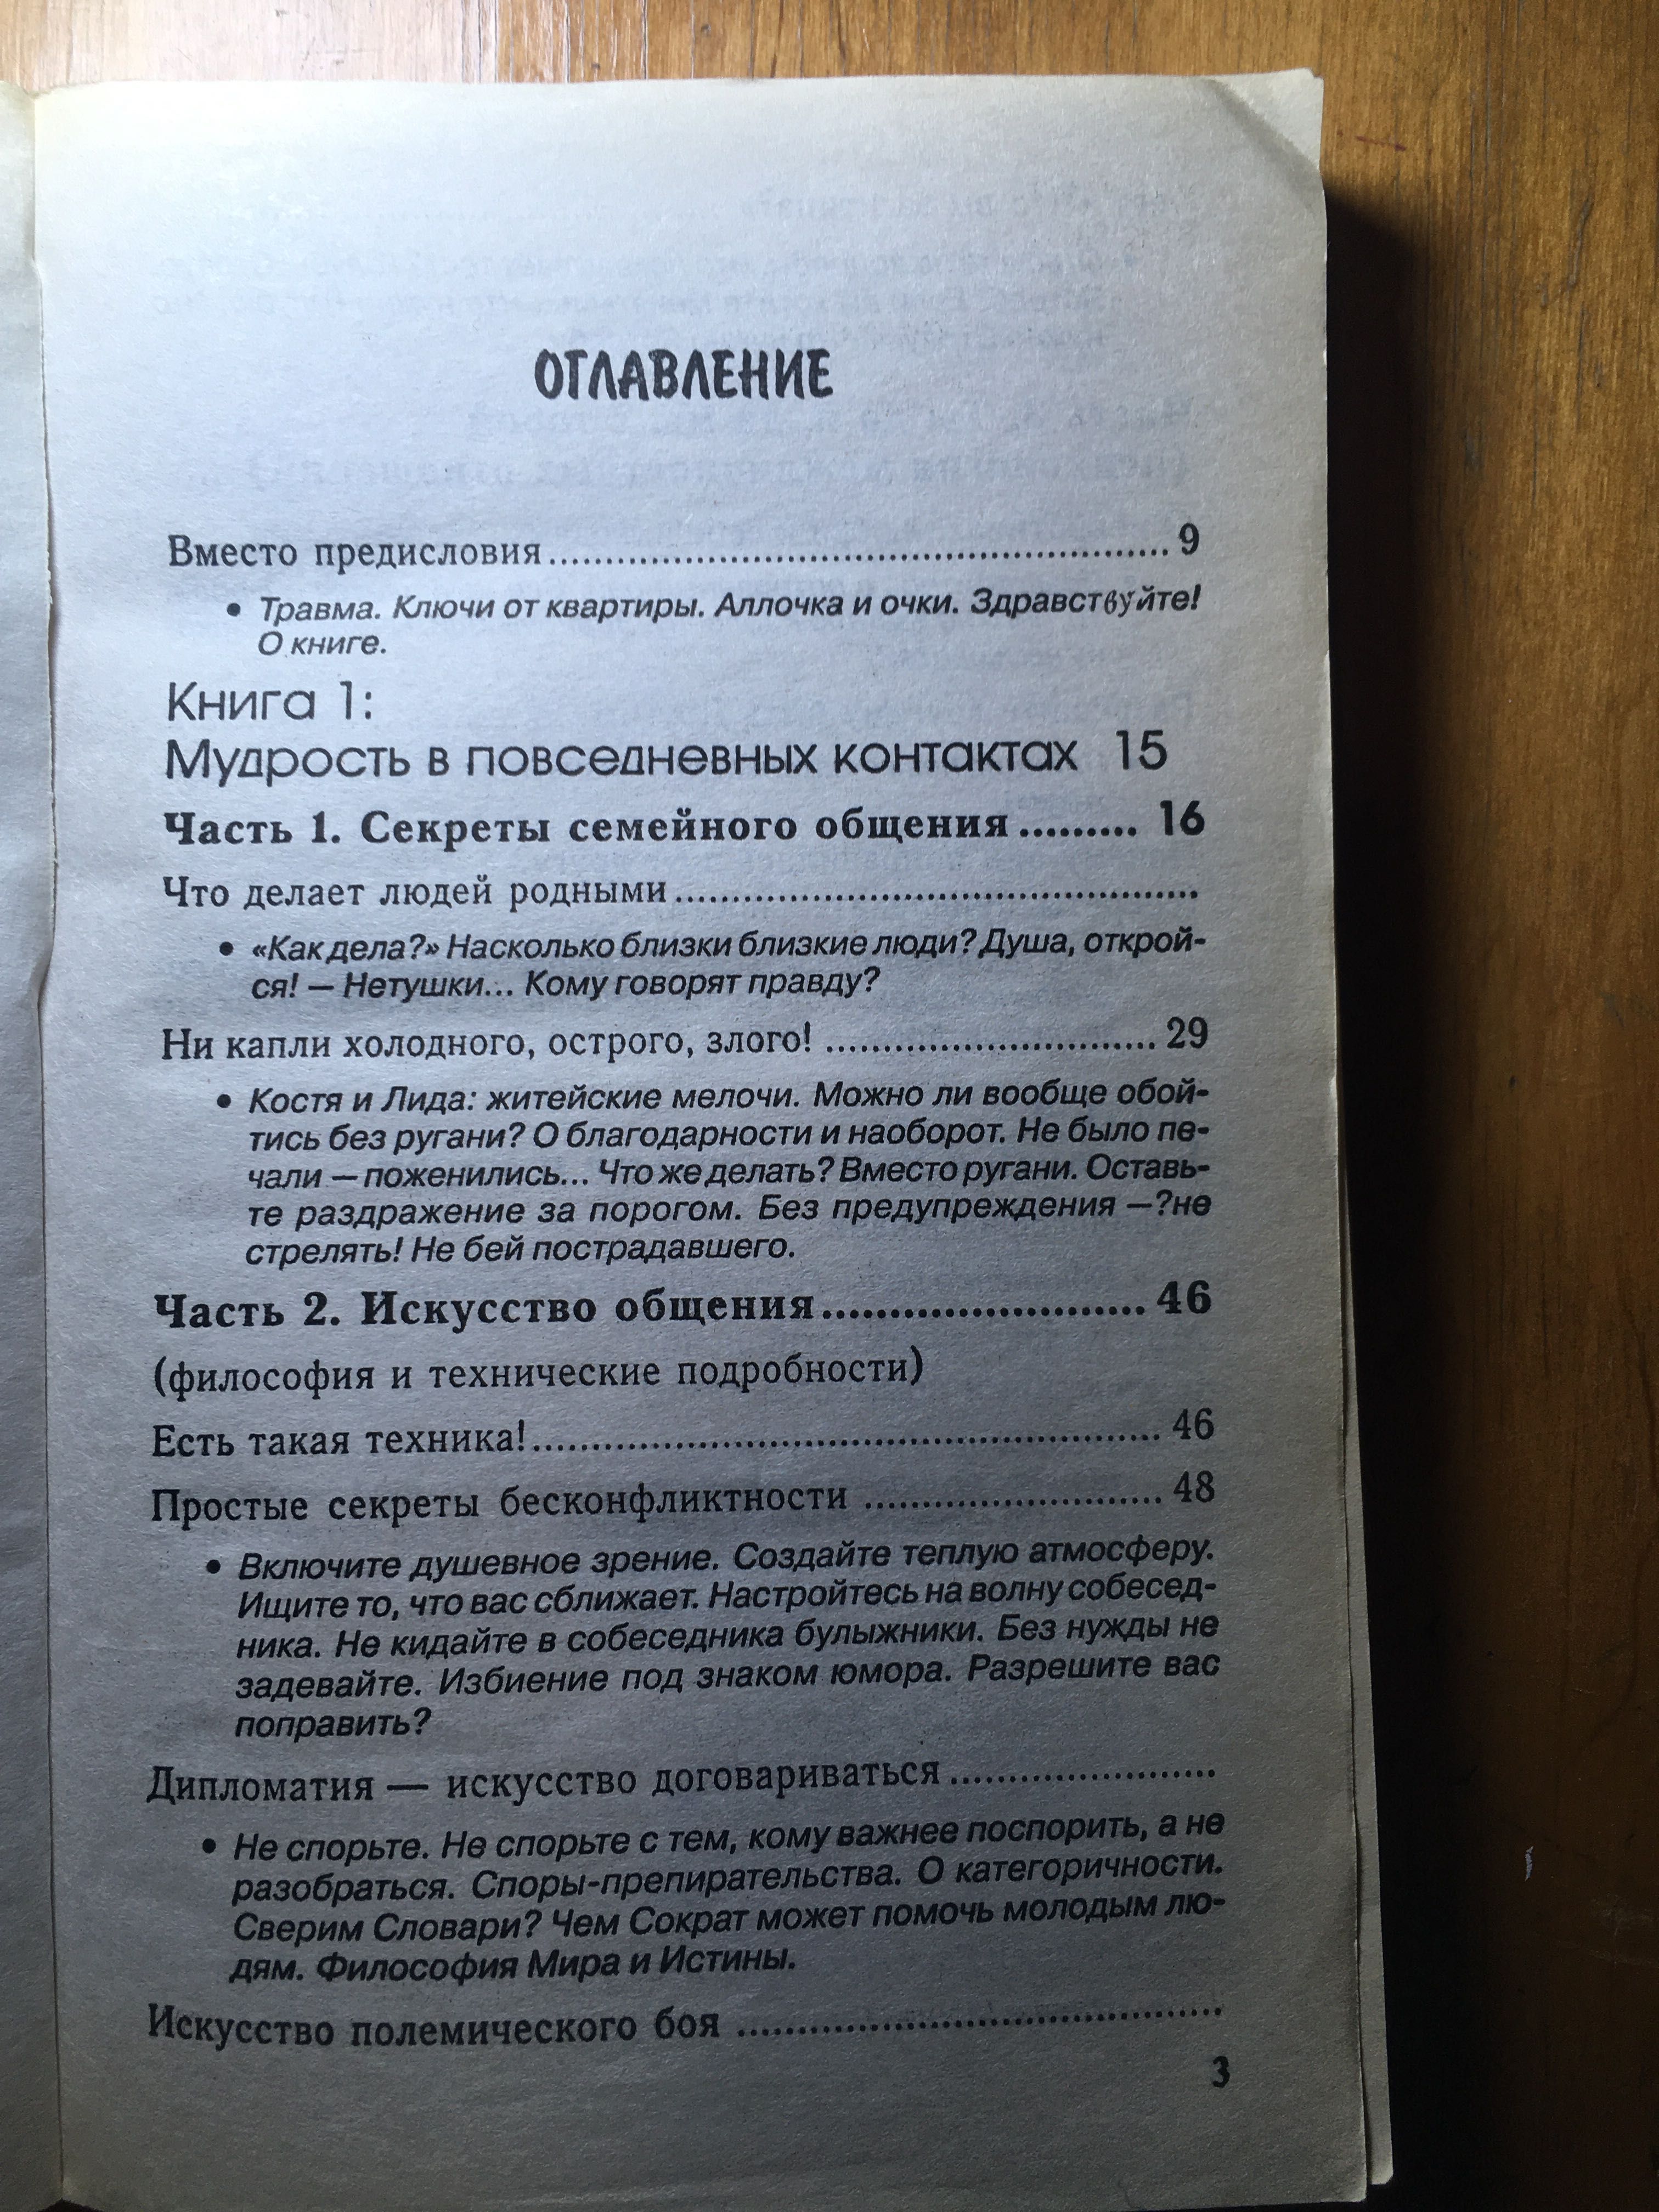 ОГЛАВЛЕНИЕ
Вместо предисловия.......................................................... 9
• Травма. Ключи от квартиры. Аллочка и очки. Здравствуйте!
О книге.
Книга 1:
Мудрость в повседневных контактах 15
Часть 1. Секреты семейного общения ......... 16
Что делает людей родными ................................................
• «Как дела?» Насколько близки близкие люди? Душа, открой-
ся! — Нетушки... Кому говорят правду?
Ни капли холодного, острого, злого! ............................... 29
• Костя и Лида: житейские мелочи. Можно ли вообще обой-
тись без ругани? О благодарности и наоборот. Не было пе-
чали — поженились... Что же делать? Вместо ругани. Оставь-
те раздражение за порогом. Без предупреждения —?не
стрелять! Не бей пострадавшего.
Часть 2. Искусство общения........................ 46
(философия и технические подробности)
Есть такая техника!.......................................................... 46
Простые секреты бесконфликтности ........................... 48
• Включите душевное зрение. Создайте теплую атмосферу.
Ищите то, что вас сближает. Настройтесь на волну собесед-
ника. Не кидайте в собеседника булыжники. Без нужды не
задевайте. Избиение под знаком юмора. Разрешите вас
поправить?
Дипломатия — искусство договариваться ........................
• Не спорьте. Не спорьте с тем, кому важнее поспорить, а не
разобраться. Споры-препирательства. О категоричности.
Сверим Словари? Чем Сократ может помочь молодым лю-
дям. Философия Мира и Истины.
Искусство полемического боя ............................................
3